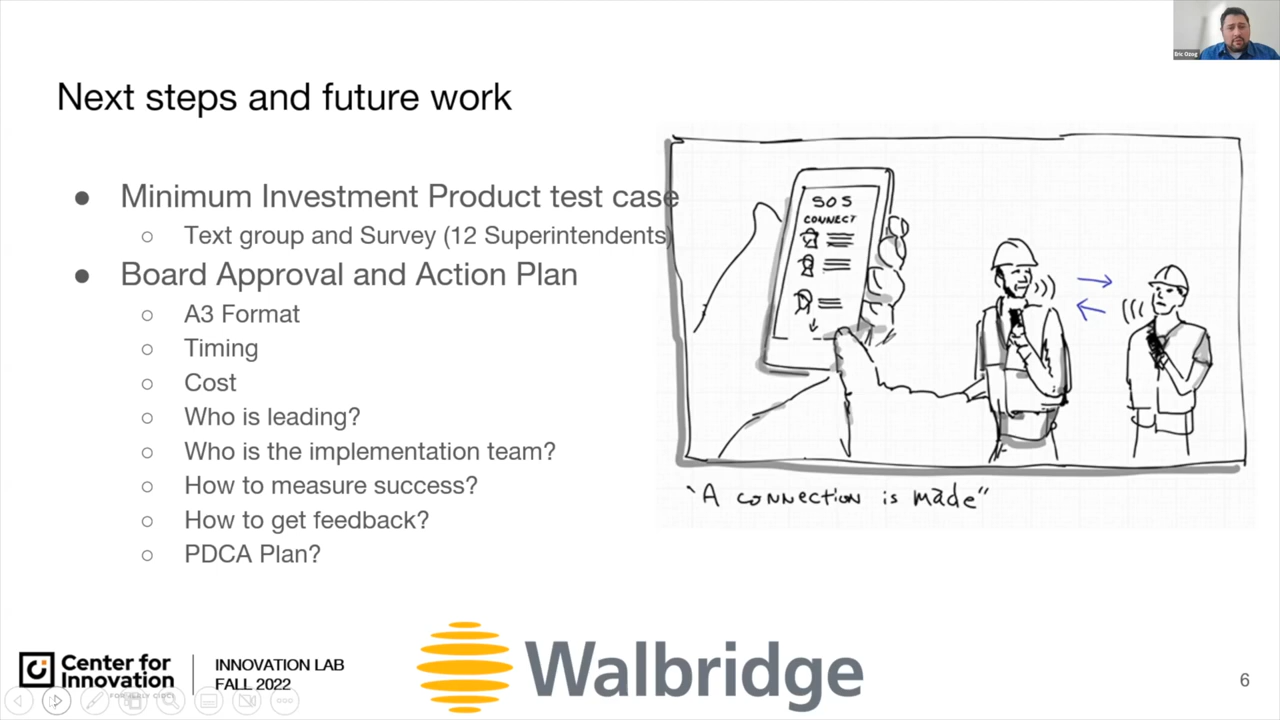 Eric Ozog
Next steps and future work
● Minimum Investment Product test case
○ Text group and Survey (12 Superintendents)
● Board Approval and Action Plan
○ A3 Format
○ Timing
○ Cost
○ Who is leading?
○ Who is the implementation team?
○ How to measure success?
○ How to get feedback?
○ PDCA Plan?
SOS
CONNECT
"A connection is made"
Center for
Innovation
INNOVATION LAB
FALL 2022
Walbridge
6